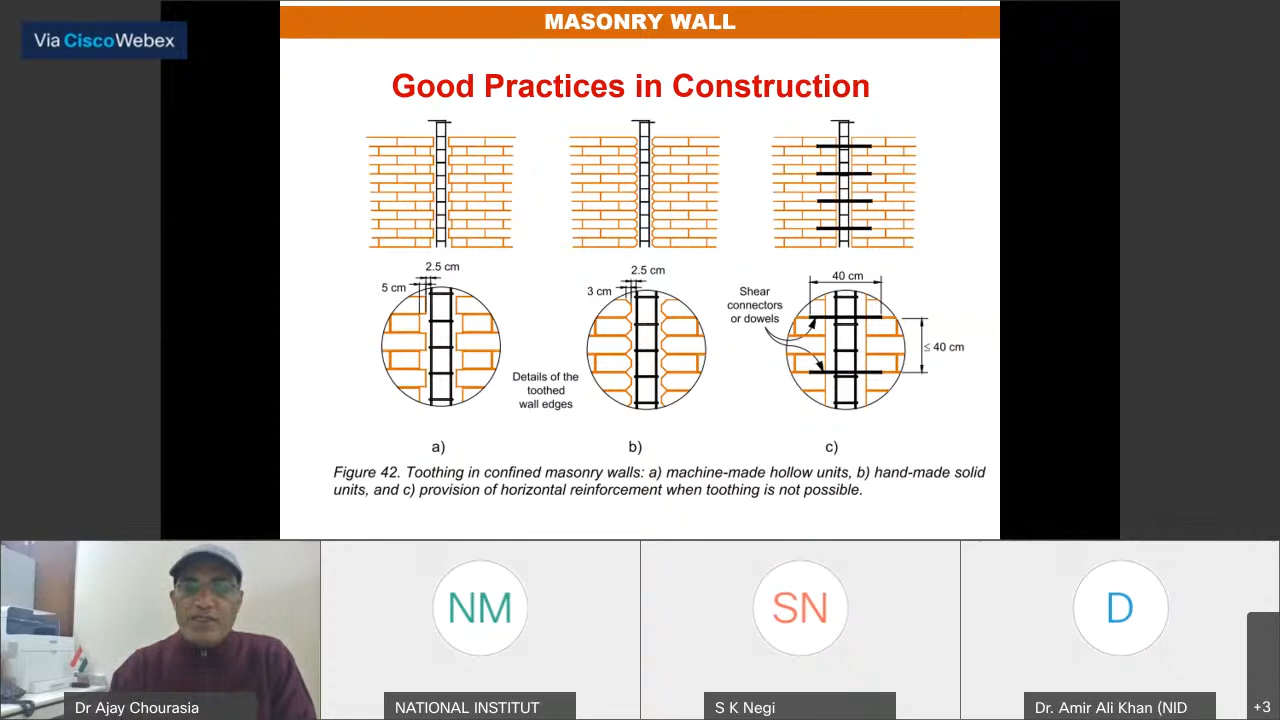 MASONRY WALL
Via Cisco Webex
Good Practices in Construction
2.5 cm
5 cm
2.5 cm
3 cm
40 cm
Shear
connectors
or dowels
≤ 40 cm
Details of the
toothed
wall edges
a)
b)
c)
Figure 42. Toothing in confined masonry walls: a) machine-made hollow units, b) hand-made solid
units, and c) provision of horizontal reinforcement when toothing is not possible.
NM
SN
D
Dr Ajay Chourasia
NATIONAL INSTITUT
S K Negi
Dr. Amir Ali Khan (NID
+3